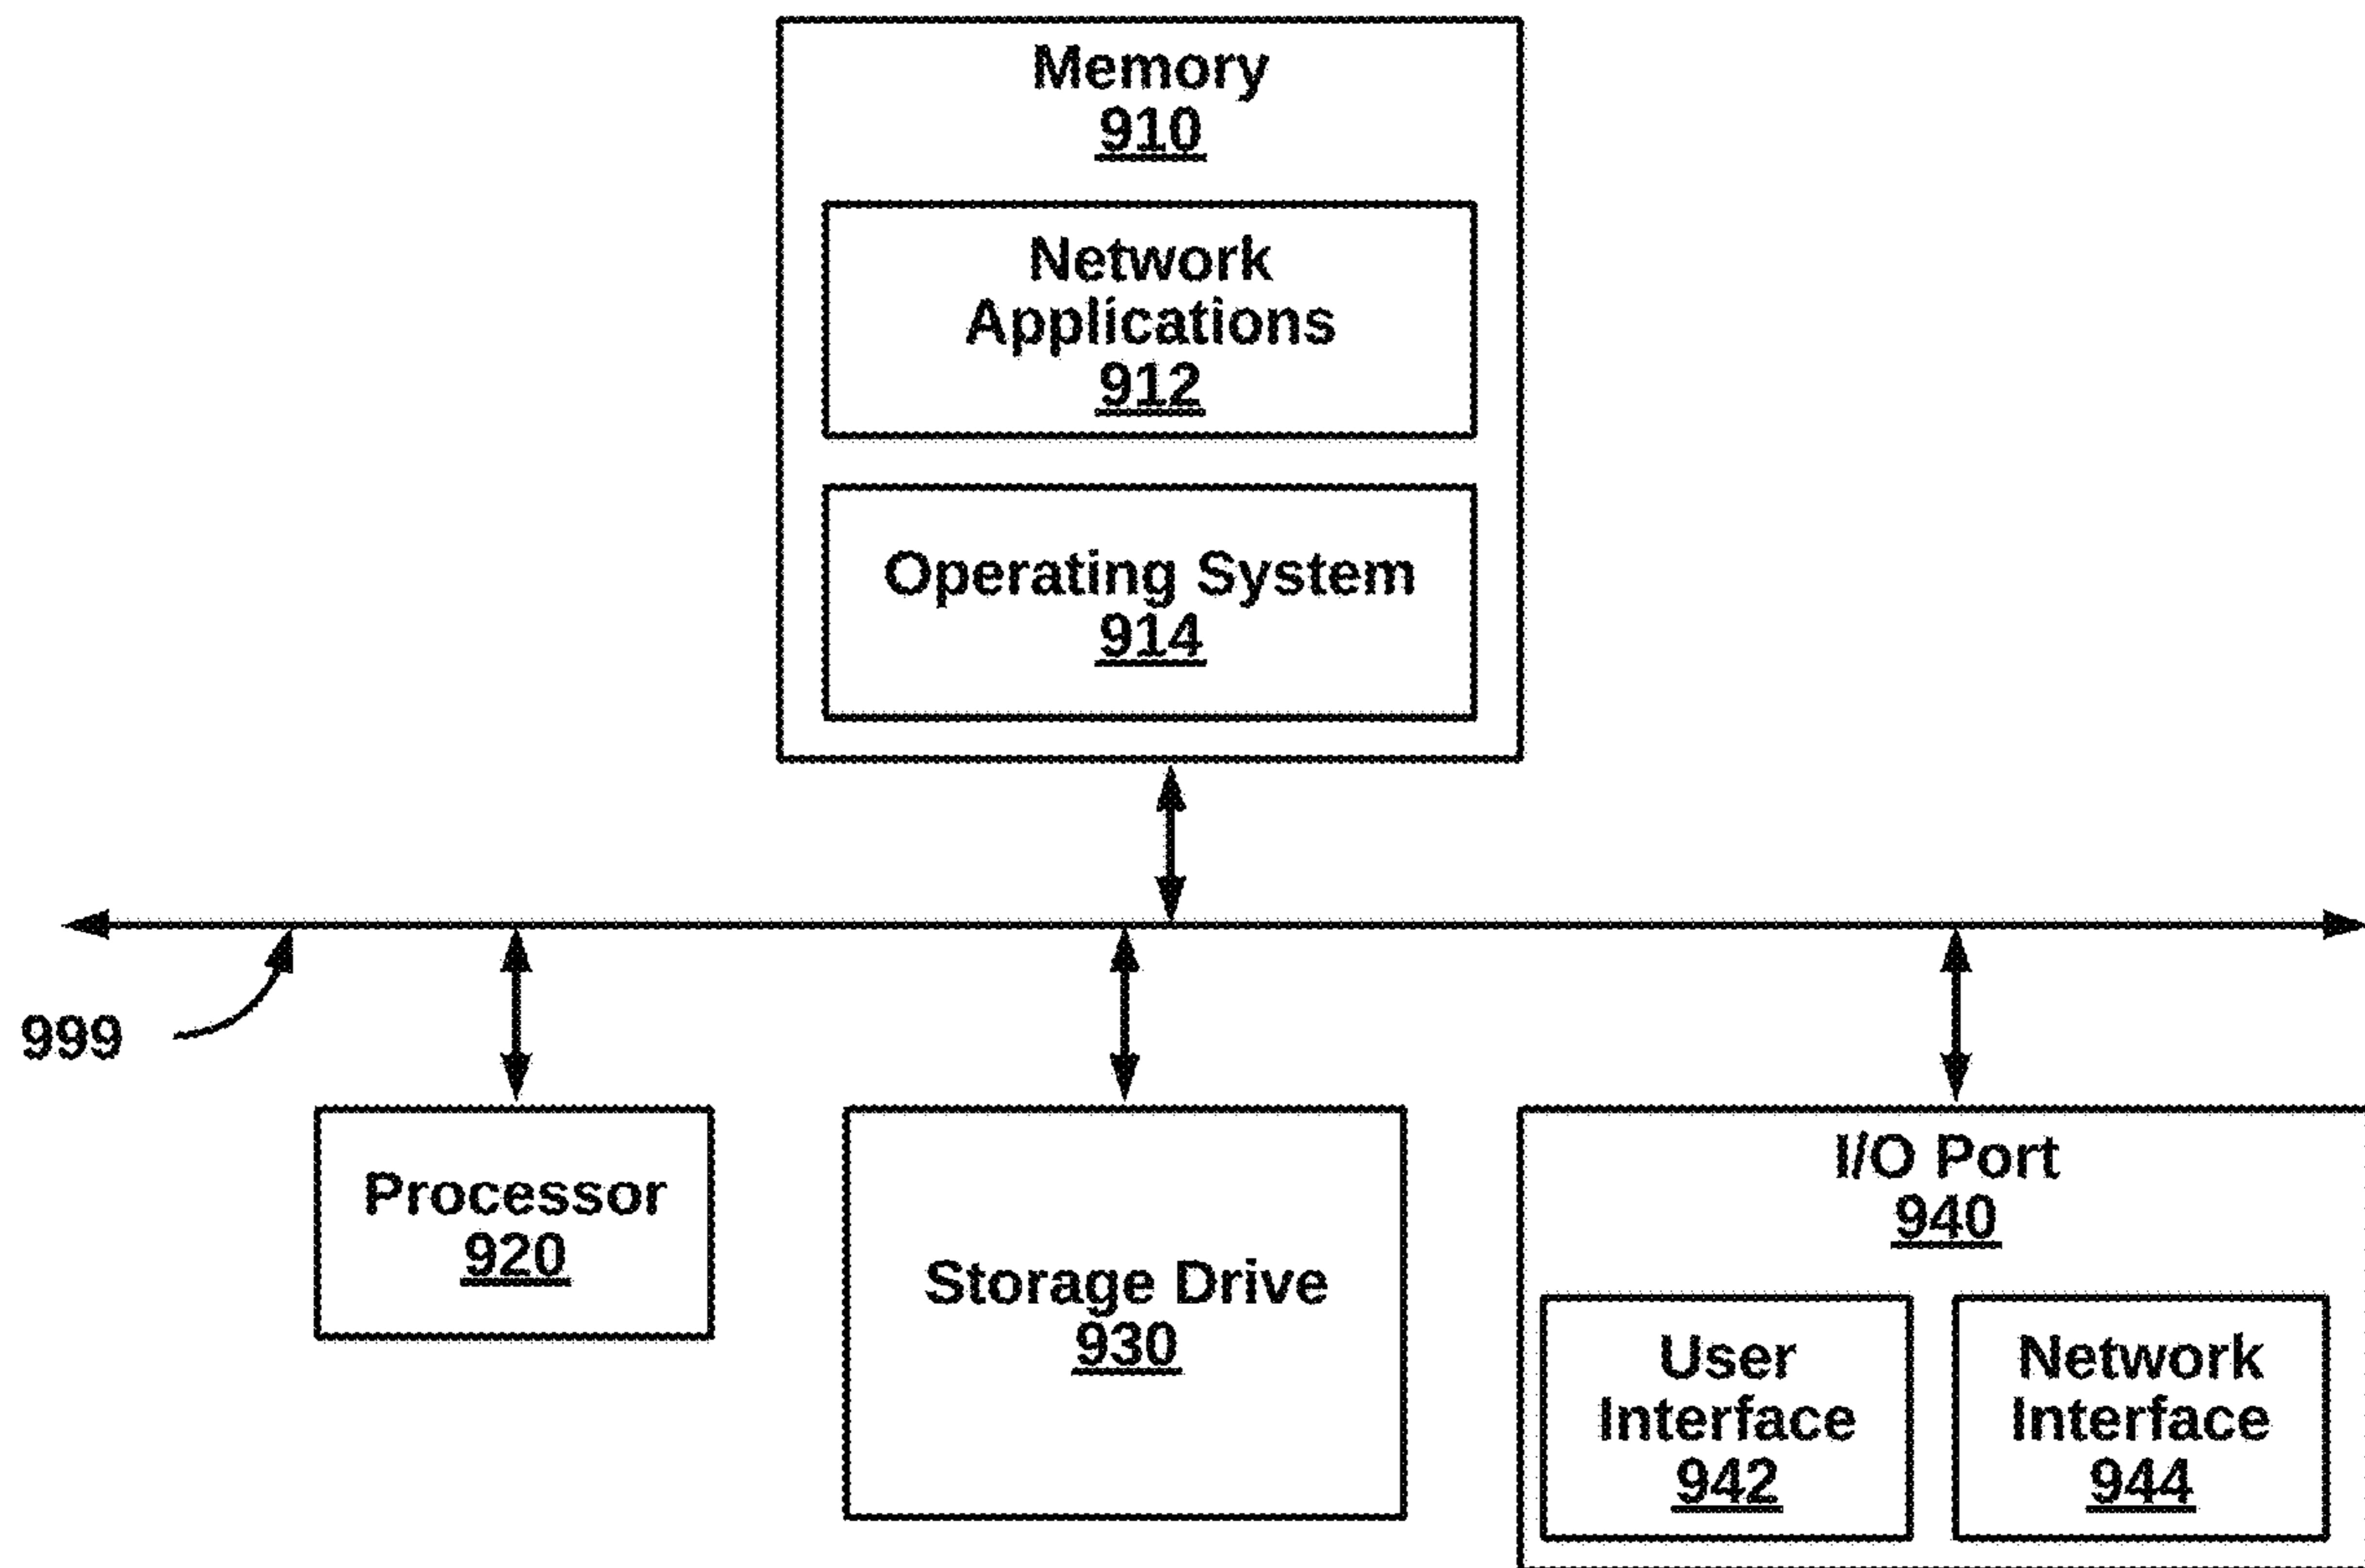 Memory
910
Network
Applications
912
Operating System
914
999
Processor
920
Storage Drive
930
I/O Port
940
User
Interface
942
Network
Interface
944